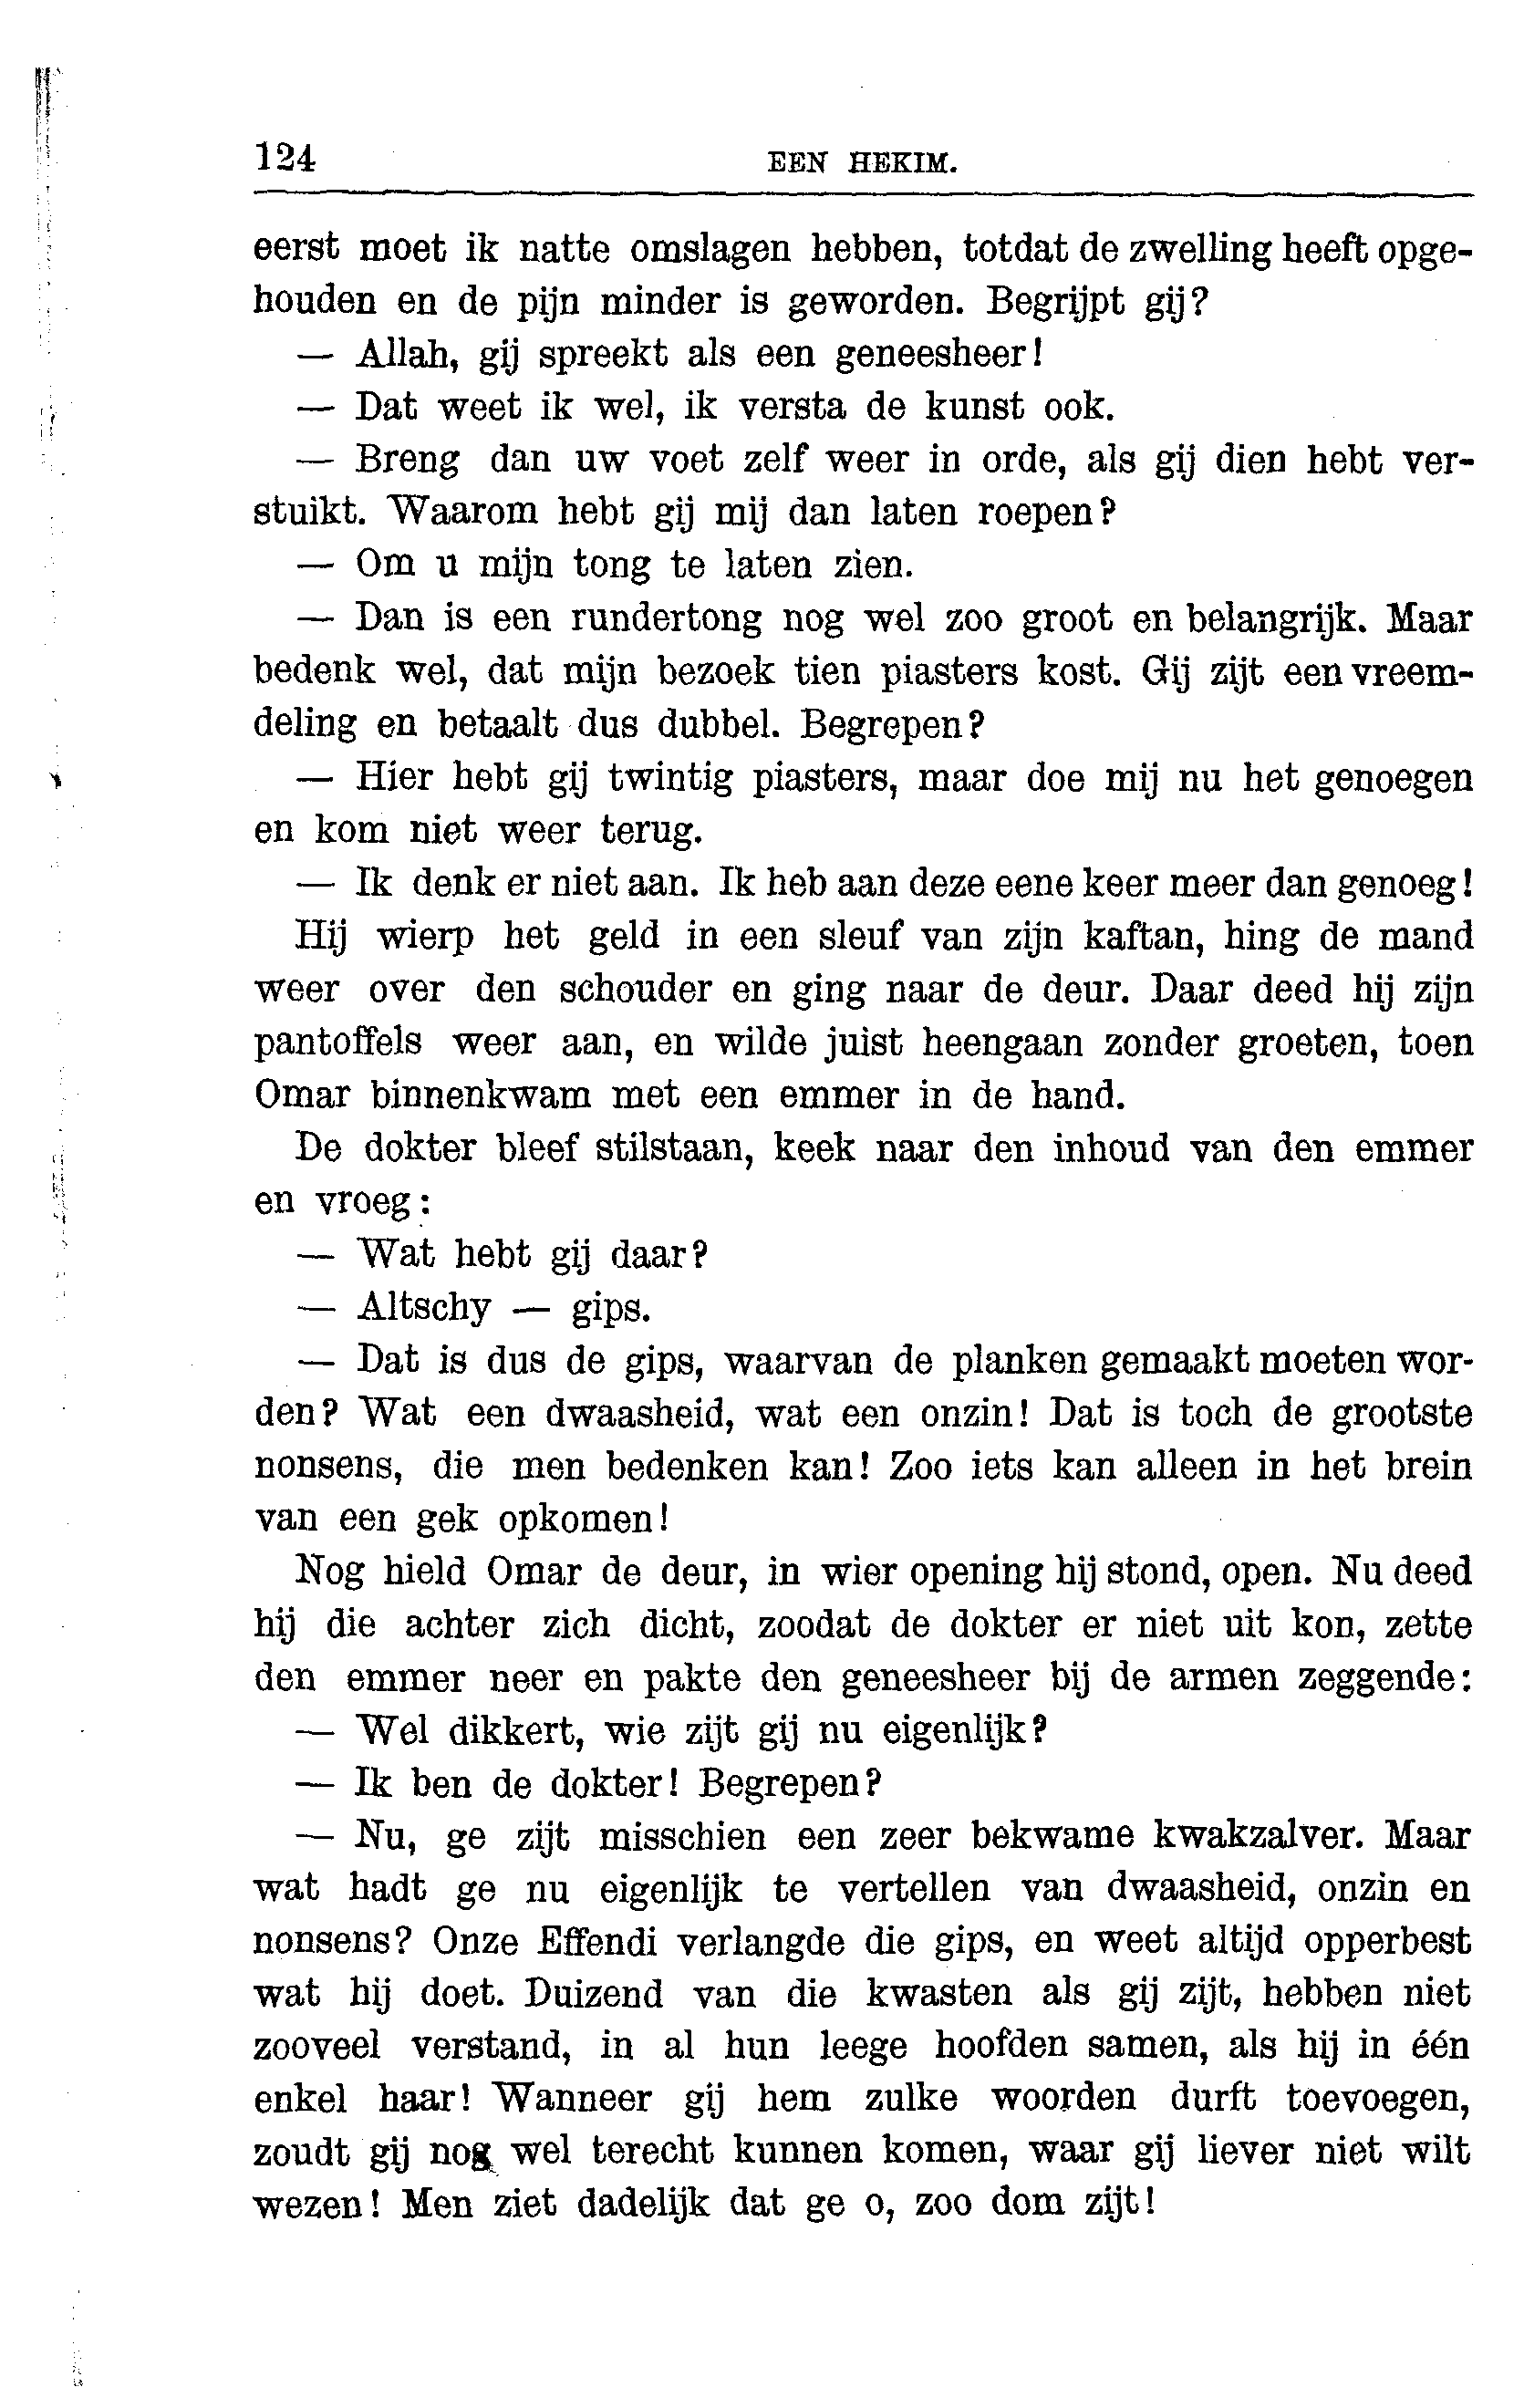 124 EEN HEKIM.
eerst moet ik natte omslagen hebben, totdat de zwelling heeft opge-
houden en de pijn minder is geworden. Begrijpt gij?
— Allah, gij spreekt als een geneesheer!
— Dat weet ik wel, ik versta de kunst ook.
— Breng dan uw voet zelf weer in orde, als gij dien hebt ver-
stuikt. Waarom hebt gij mij dan laten roepen?
— Om u mijn tong te laten zien.
— Dan is een rundertong nog wel zoo groot en belangrijk. Maar
bedenk wel, dat mijn bezoek tien piasters kost. Gij zijt een vreem-
deling en betaalt dus dubbel. Begrepen?
— Hier hebt gij twintig piasters, maar doe mij nu het genoegen
en kom niet weer terug.
— Ik denk er niet aan. Ik heb aan deze eene keer meer dan genoeg!
Hij wierp het geld in een sleuf van zijn kaftan, hing de mand
weer over den schouder en ging naar de deur. Daar deed hij zijn
pantoffels weer aan, en wilde juist heengaan zonder groeten, toen
Omar binnenkwam met een emmer in de hand.
De dokter bleef stilstaan, keek naar den inhoud van den emmer
en vroeg:
— Wat hebt gij daar?
— Altschy — gips.
— Dat is dus de gips, waarvan de planken gemaakt moeten wor-
den? Wat een dwaasheid, wat een onzin! Dat is toch de grootste
nonsens, die men bedenken kan! Zoo iets kan alleen in het brein
van een gek opkomen!
Nog hield Omar de deur, in wier opening hij stond, open. Nu deed
hij die achter zich dicht, zoodat de dokter er niet uit kon, zette
den emmer neer en pakte den geneesheer bij de armen zeggende:
— Wel dikkert, wie zijt gij nu eigenlijk?
— Ik ben de dokter! Begrepen?
— Nu, ge zijt misschien een zeer bekwame kwakzalver. Maar
wat hadt ge nu eigenlijk te vertellen van dwaasheid, onzin en
nonsens? Onze Effendi verlangde die gips, en weet altijd opperbest
wat hij doet. Duizend van die kwasten als gij zijt, hebben niet
zooveel verstand, in al hun leege hoofden samen, als hij in één
enkel haar! Wanneer gij hem zulke woorden durft toevoegen,
zoudt gij nog wel terecht kunnen komen, waar gij liever niet wilt
wezen! Men ziet dadelijk dat ge o, zoo dom zijt!